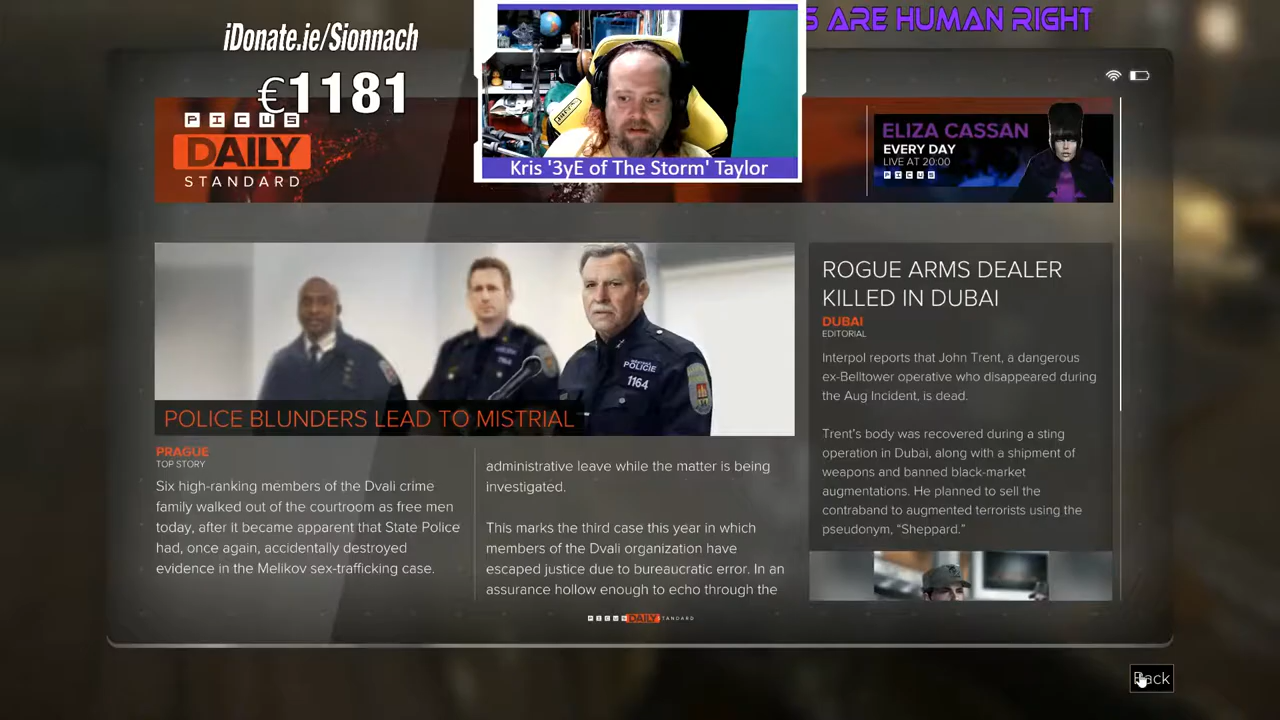 iDonate.ie/Sionnach
€1181
S ARE HUMAN RIGHT
Kris '3yE of The Storm' Taylor
PICUS
DAILY
STANDARD
ELIZA CASSAN
EVERY DAY
LIVE AT 20:00
PICUS
POLICIE
1164
POLICE BLUNDERS LEAD TO MISTRIAL
PRAGUE
TOP STORY
Six high-ranking members of the Dvali crime
family walked out of the courtroom as free men
today, after it became apparent that State Police
had, once again, accidentally destroyed
evidence in the Melikov sex-trafficking case.
administrative leave while the matter is being
investigated.
This marks the third case this year in which
members of the Dvali organization have
escaped justice due to bureaucratic error. In an
assurance hollow enough to echo through the
ROGUE ARMS DEALER
KILLED IN DUBAI
DUBAI
EDITORIAL
Interpol reports that John Trent, a dangerous
ex-Belltower operative who disappeared during
the Aug Incident, is dead.
Trent's body was recovered during a sting
operation in Dubai, along with a shipment of
weapons and banned black-market
augmentations. He planned to sell the
contraband to augmented terrorists using the
pseudonym, “Sheppard.”
PICUS DAILY STANDARD
Back